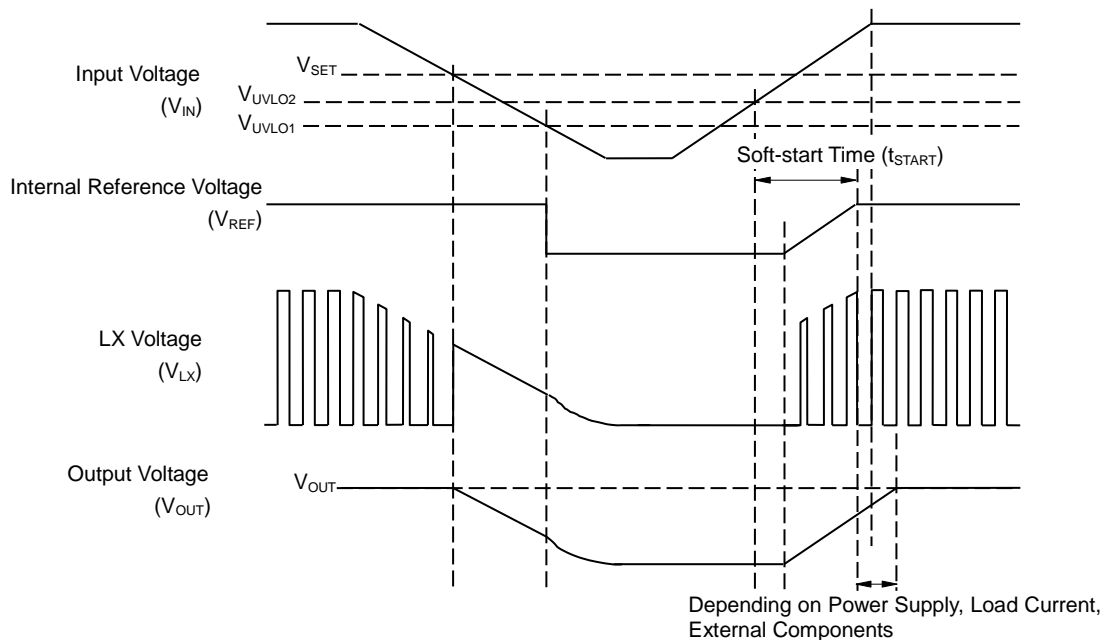 Input Voltage
(VIN)
VSET
VUVLO2
VUVLO1
Soft-start Time (tSTART)
Internal Reference Voltage
(VREF)
LX Voltage
(VLX)
Output Voltage
(VOUT)
VOUT
Depending on Power Supply, Load Current,
External Components